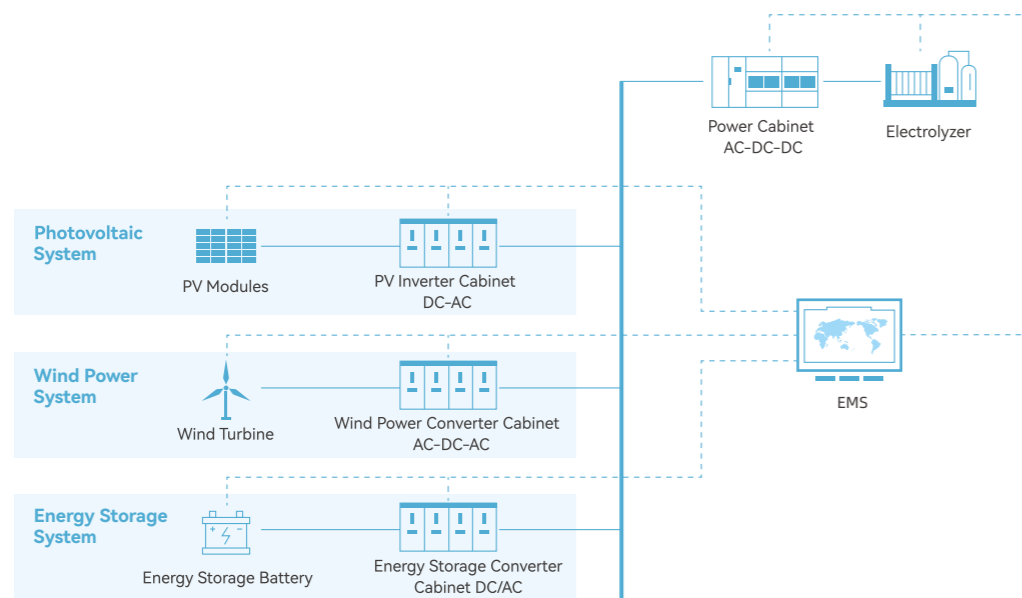 Power Cabinet
AC-DC-DC
Electrolyzer
Photovoltaic
System
PV Modules
PV Inverter Cabinet
DC-AC
Wind Power
System
Wind Turbine
Wind Power Converter Cabinet
AC-DC-AC
EMS
Energy Storage
System
Energy Storage Battery
Energy Storage Converter
Cabinet DC/AC